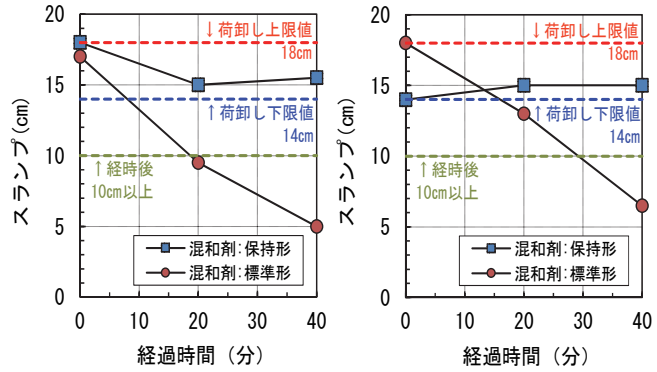 20
15
10
5
0
スランプ(cm)
↓荷卸し上限値
18cm
↑荷卸し下限値
14cm
↑経時後
10cm以上
混和剤:保持形
混和剤:標準形
0 10 20 30 40
経過時間（分）
20
15
10
5
0
スランプ(cm)
↓荷卸し上限値
18cm
↑荷卸し下限値
14cm
↑経時後
10cm以上
混和剤:保持形
混和剤:標準形
0 10 20 30 40
経過時間（分）